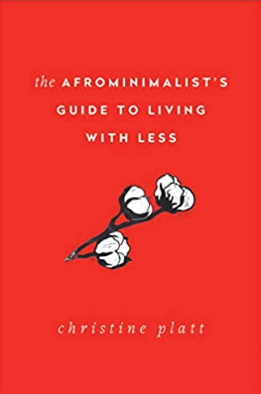 the AFROMINIMALIST'S
GUIDE TO LIVING
WITH LESS
christine platt